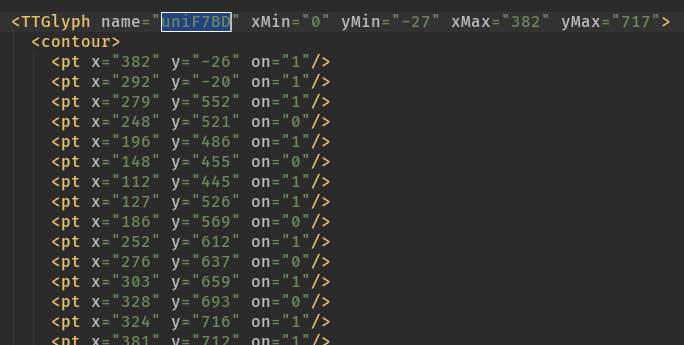 <TTGlyph name="uniF7BD" xMin="0" yMin="-27" xMax="382" yMax="717">
<contour>
<pt x="382" y="-26" on="1"/>
<pt x="292" y="-20" on="1"/>
<pt x="279" y="552" on="1"/>
<pt x="248" y="521" on="0"/>
<pt x="196" y="486" on="1"/>
<pt x="148" y="455" on="0"/>
<pt x="112" y="445" on="1"/>
<pt x="127" y="526" on="1"/>
<pt x="186" y="569" on="0"/>
<pt x="252" y="612" on="1"/>
<pt x="276" y="637" on="0"/>
<pt x="303" y="659" on="1"/>
<pt x="328" y="693" on="0"/>
<pt x="324" y="716" on="1"/>
<pt x="381" y="712" on="1"/>